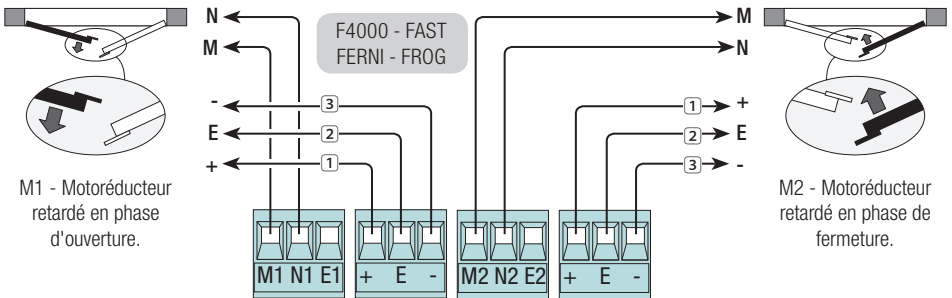 N
M
F4000 - FAST
FERNI - FROG
M
N
- 3
E 2
+ 1
1 +
2 E
3 -
M1 - Motoréducteur
retardé en phase
d'ouverture.
M2 - Motoréducteur
retardé en phase de
fermeture.
M1 N1 E1
+ E -
M2 N2 E2
+ E -